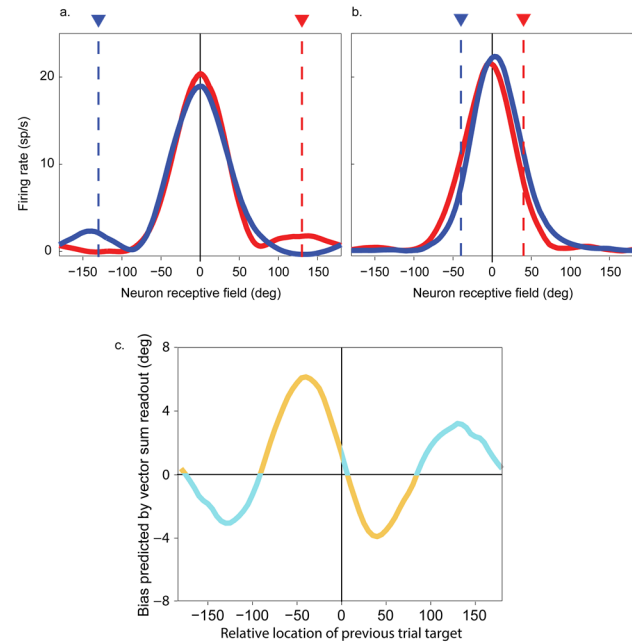 a.
b.
Firing rate (sp/s)
20
10
0
−150 −100 −50 0 50 100 150
−150 −100 −50 0 50 100 150
Neuron receptive field (deg)
Neuron receptive field (deg)
c.
Bias predicted by vector sum readout (deg)
8
4
0
−4
−8
−150 −100 −50 0 50 100 150
Relative location of previous trial target